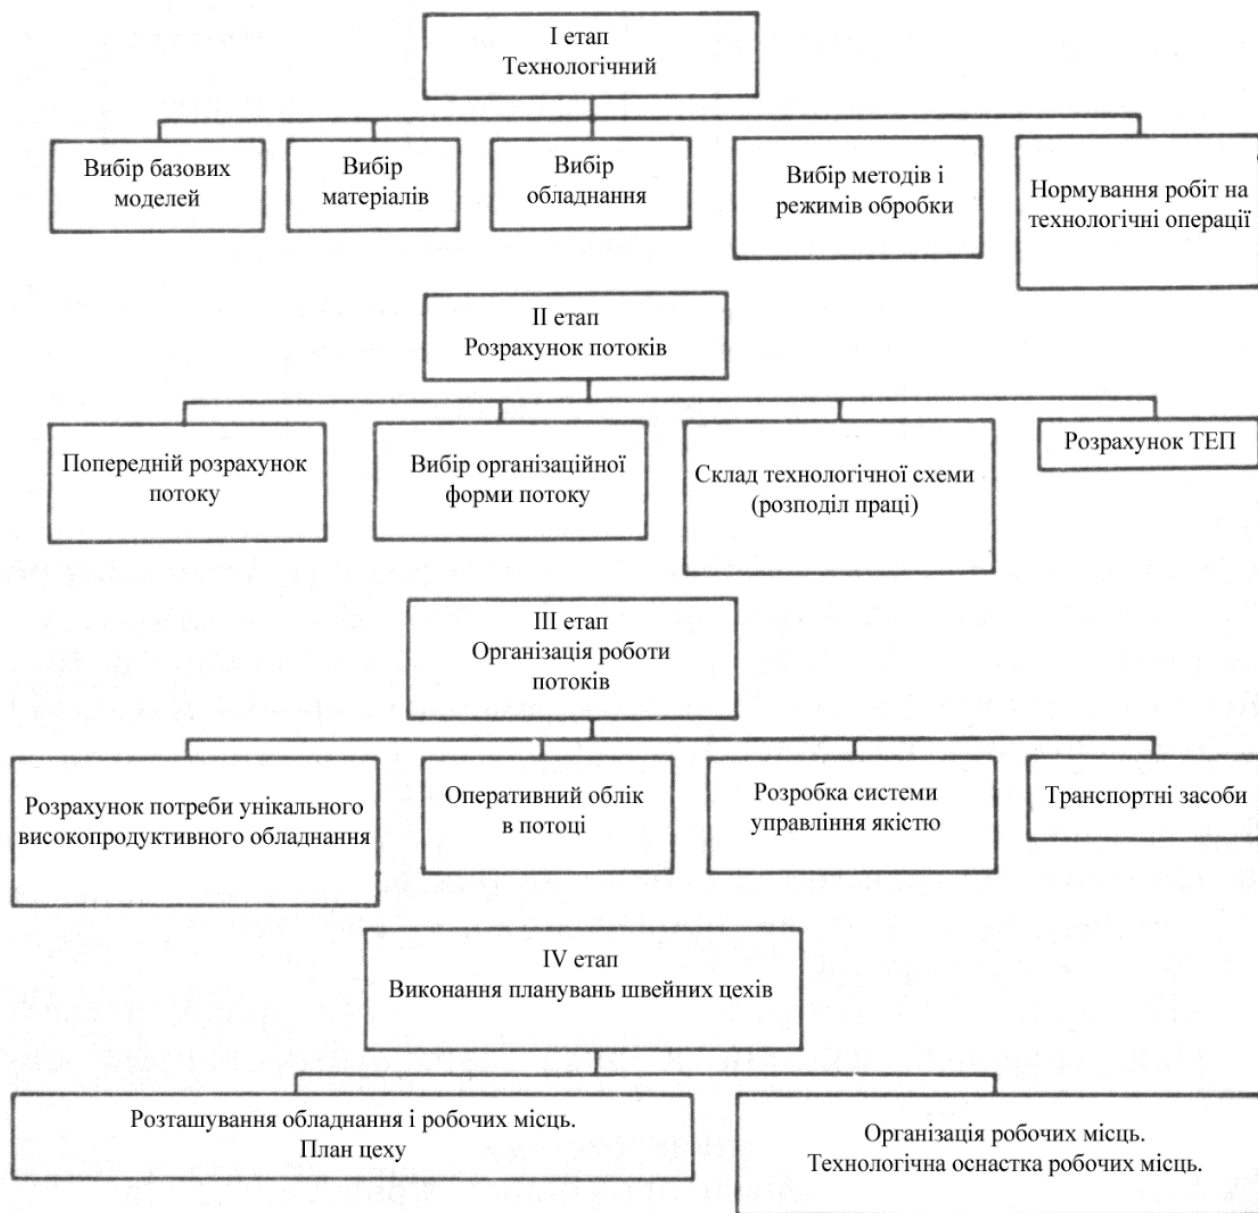 I етап
Технологічний
Вибір базових
моделей
Вибір
матеріалів
Вибір
обладнання
Вибір методів і
режимів обробки
Нормування робіт на
технологічні операції
II етап
Розрахунок потоків
Попередній розрахунок
потоку
Вибір організаційної
форми потоку
Склад технологічної схеми
(розподіл праці)
Розрахунок ТЕП
III етап
Організація роботи
потоків
Розрахунок потреби унікального
високопродуктивного обладнання
Оперативний облік
в потоці
Розробка системи
управління якістю
Транспортні засоби
IV етап
Виконання планувань швейних цехів
Розташування обладнання і робочих місць.
План цеху
Організація робочих місць.
Технологічна оснастка робочих місць.